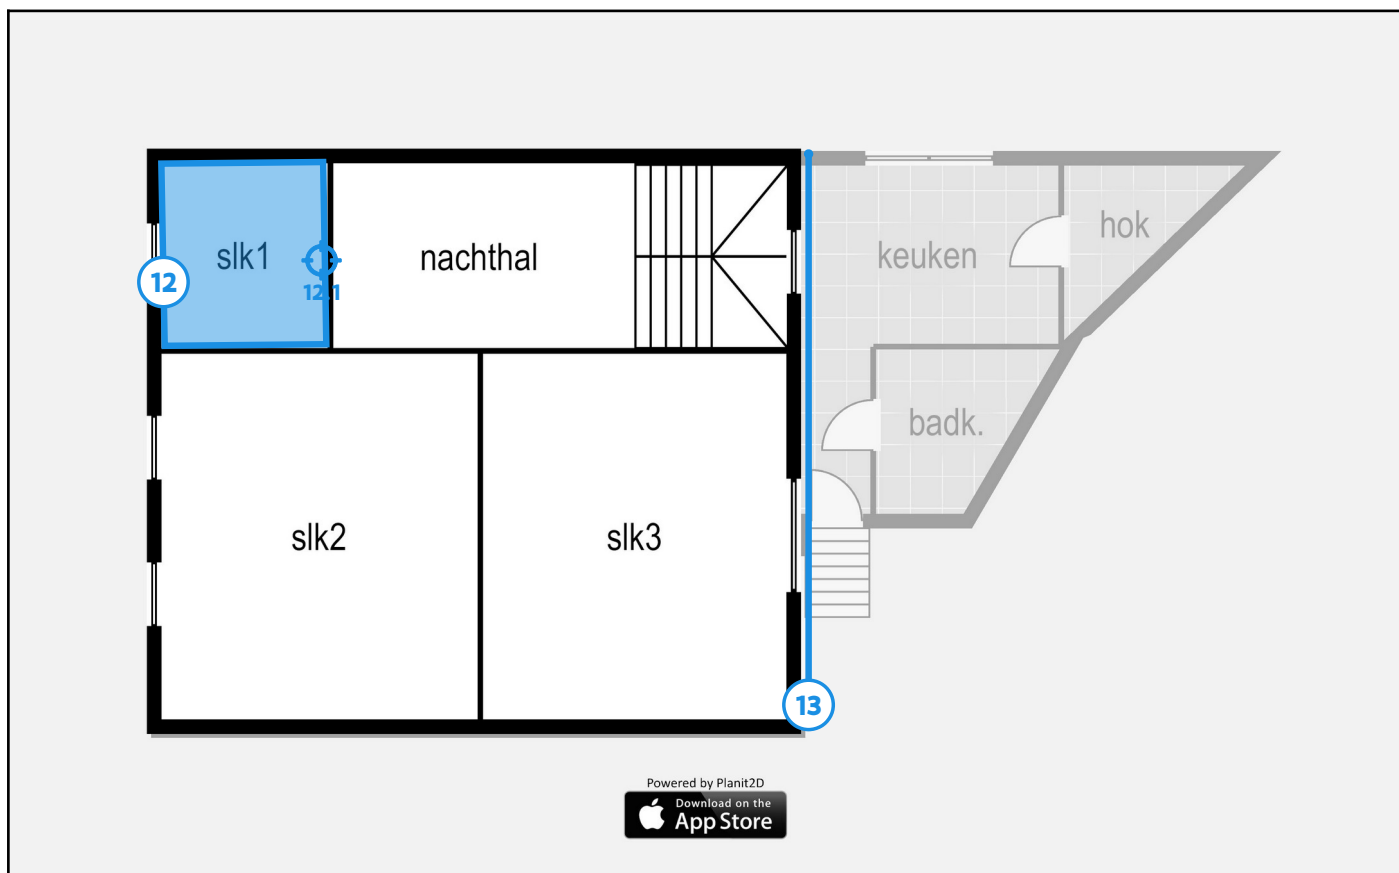 slk1
nachthal
keuken
hok
12
12.1
badk.
slk2
slk3
13
Powered by Planit2D
Download on the
App Store